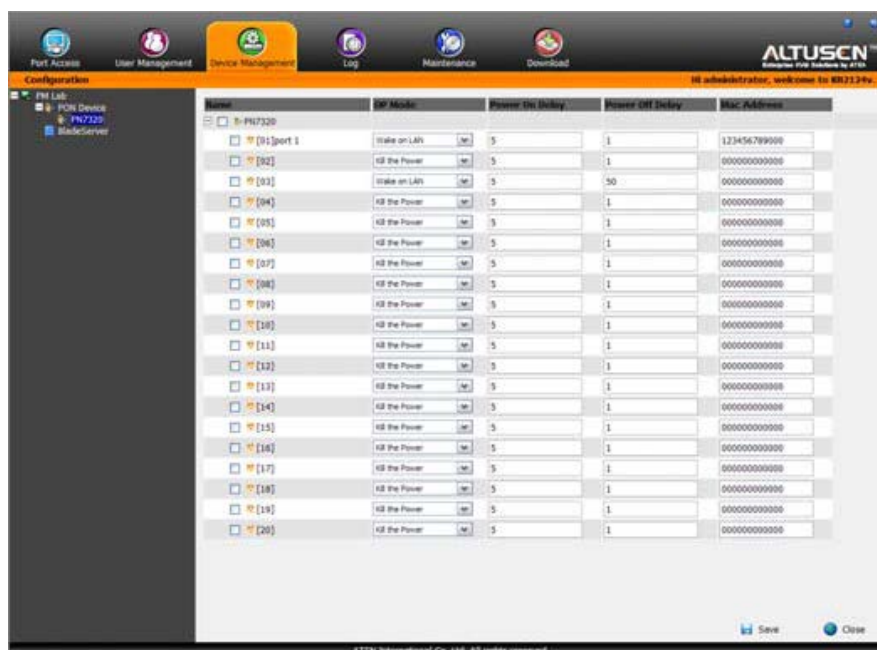 Port Access User Management Device Management Log Maintenance Download
ALTUSEN™
Configuration
Hi administrator, welcome to KN2124v.
PM Lab
PON Device
PN7320
BladeServer
Name OP Mode Power On Delay Power Off Delay Mac Address
PN7320
[01]port 1 Wake on LAN 5 1 123456789000
[02] Kill the Power 5 1 000000000000
[03] Wake on LAN 5 50 000000000000
[04] Kill the Power 5 1 000000000000
[05] Kill the Power 5 1 000000000000
[06] Kill the Power 5 1 000000000000
[07] Kill the Power 5 1 000000000000
[08] Kill the Power 5 1 000000000000
[09] Kill the Power 5 1 000000000000
[10] Kill the Power 5 1 000000000000
[11] Kill the Power 5 1 000000000000
[12] Kill the Power 5 1 000000000000
[13] Kill the Power 5 1 000000000000
[14] Kill the Power 5 1 000000000000
[15] Kill the Power 5 1 000000000000
[16] Kill the Power 5 1 000000000000
[17] Kill the Power 5 1 000000000000
[18] Kill the Power 5 1 000000000000
[19] Kill the Power 5 1 000000000000
[20] Kill the Power 5 1 000000000000
Save Close